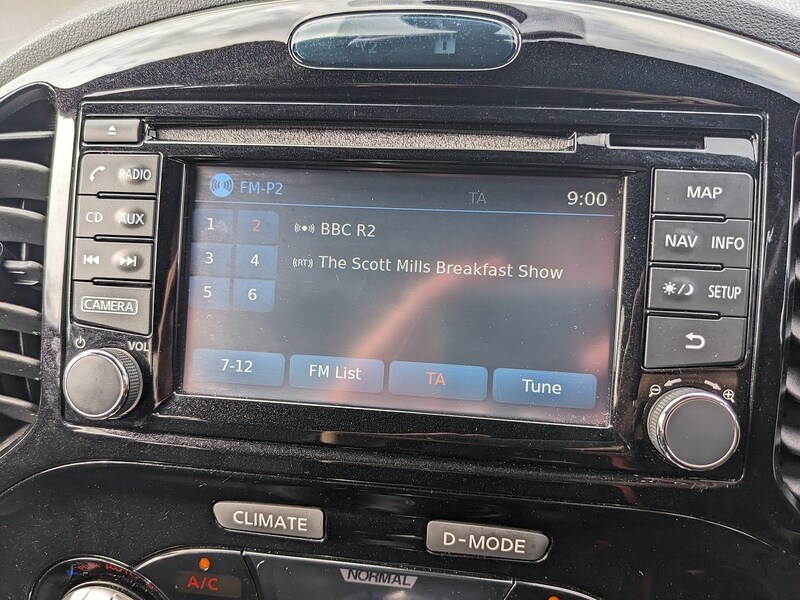 RADIO
CD AUX
CAMERA
VOL
FM-P2
TA
9:00
1 2
3 4
5 6
BBC R2
(RT) The Scott Mills Breakfast Show
7-12
FM List
TA
Tune
MAP
NAV INFO
SETUP
CLIMATE
D-MODE
A/C
NORMAL